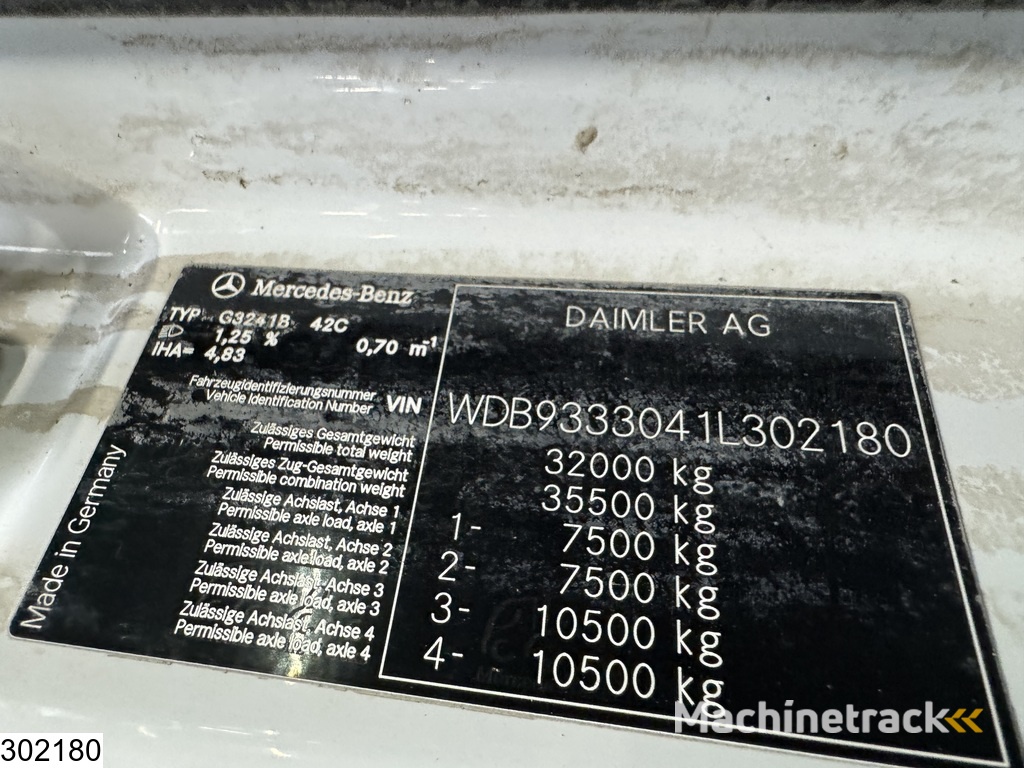 Mercedes-Benz
TYP G3241B 42C
1,25 % 0,70 m⁻¹
IHA= 4,83
DAIMLER AG
Fahrzeugidentifizierungsnummer
Vehicle Identification Number VIN WDB9333041L302180
Zulässiges Gesamtgewicht
Permissible total weight 32000 kg
Zulässiges Zug-Gesamtgewicht
Permissible combination weight 35500 kg
Zulässige Achslast, Achse 1
Permissible axle load, axle 1 1- 7500 kg
Zulässige Achslast, Achse 2
Permissible axle load, axle 2 2- 7500 kg
Zulässige Achslast, Achse 3
Permissible axle load, axle 3 3- 10500 kg
Zulässige Achslast, Achse 4
Permissible axle load, axle 4 4- 10500 kg
Made in Germany
Machinetrack
302180